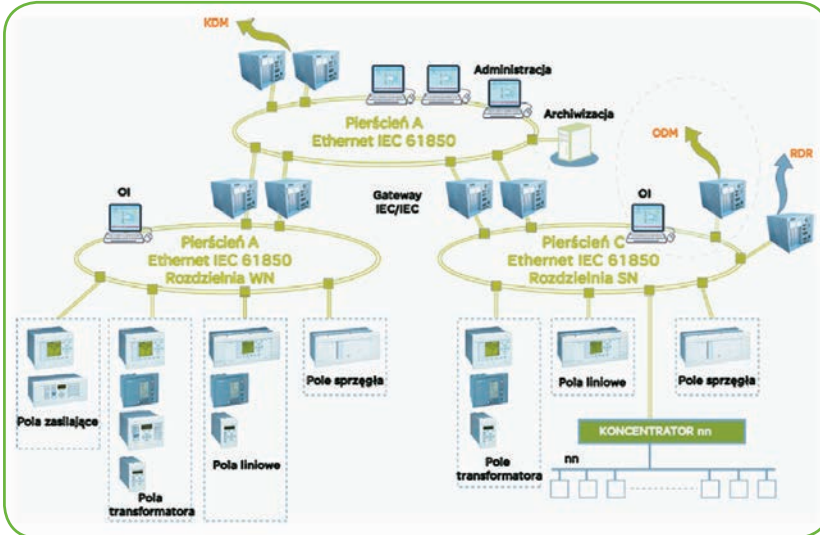 KDM
Administracja
Archiwizacja
Pierścień A
Ethernet IEC 61850
ODM
RDR
OI
Gateway
IEC/IEC
OI
Pierścień A
Ethernet IEC 61850
Rozdzielnia WN
Pierścień C
Ethernet IEC 61850
Rozdzielnia SN
Pola zasilające
Pola
transformatora
Pola liniowe
Pole sprzęgła
Pole
transformatora
Pola liniowe
Pole sprzęgła
KONCENTRATOR nn
nn